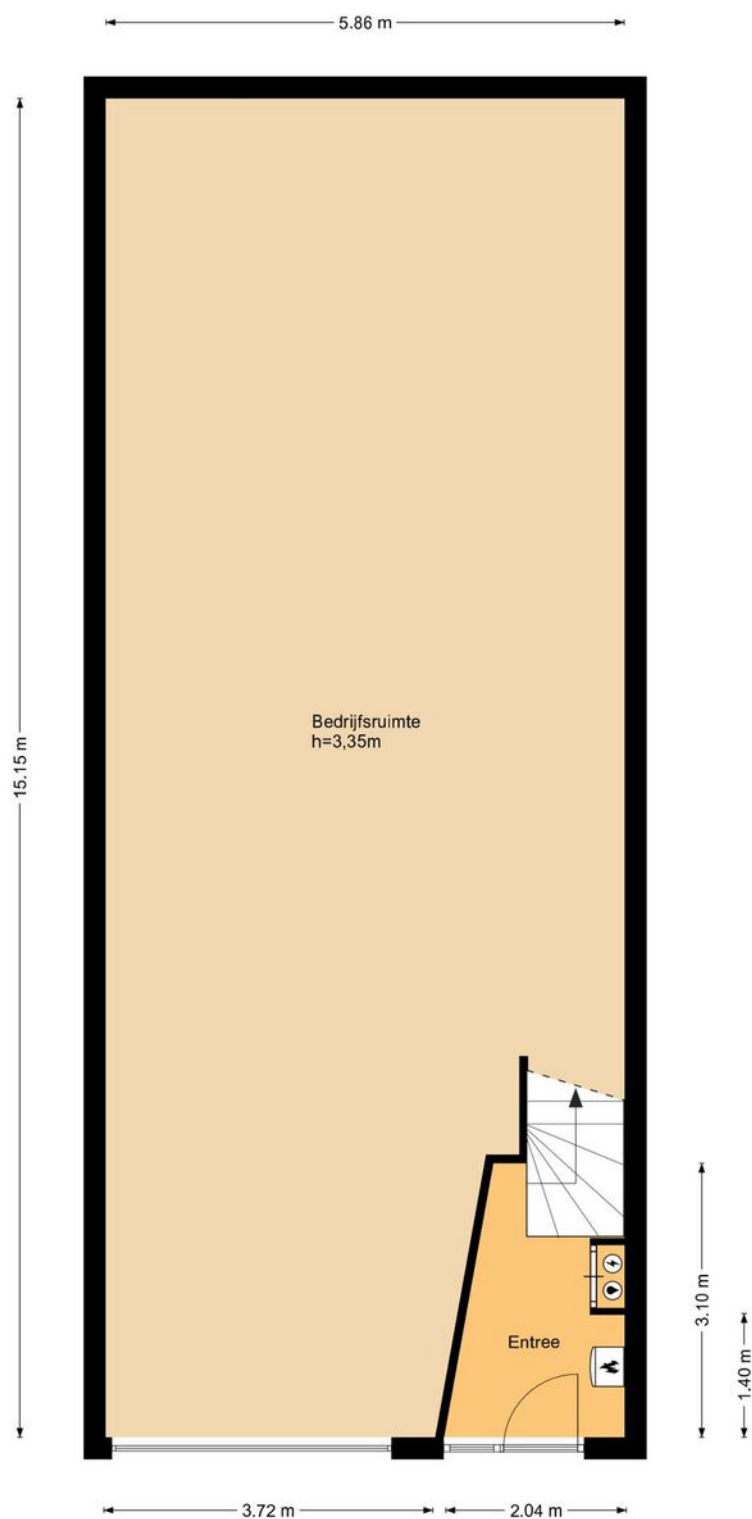 5.86 m
15.15 m
Bedrijfsruimte
h=3,35m
3.10 m
1.40 m
Entree
3.72 m
2.04 m